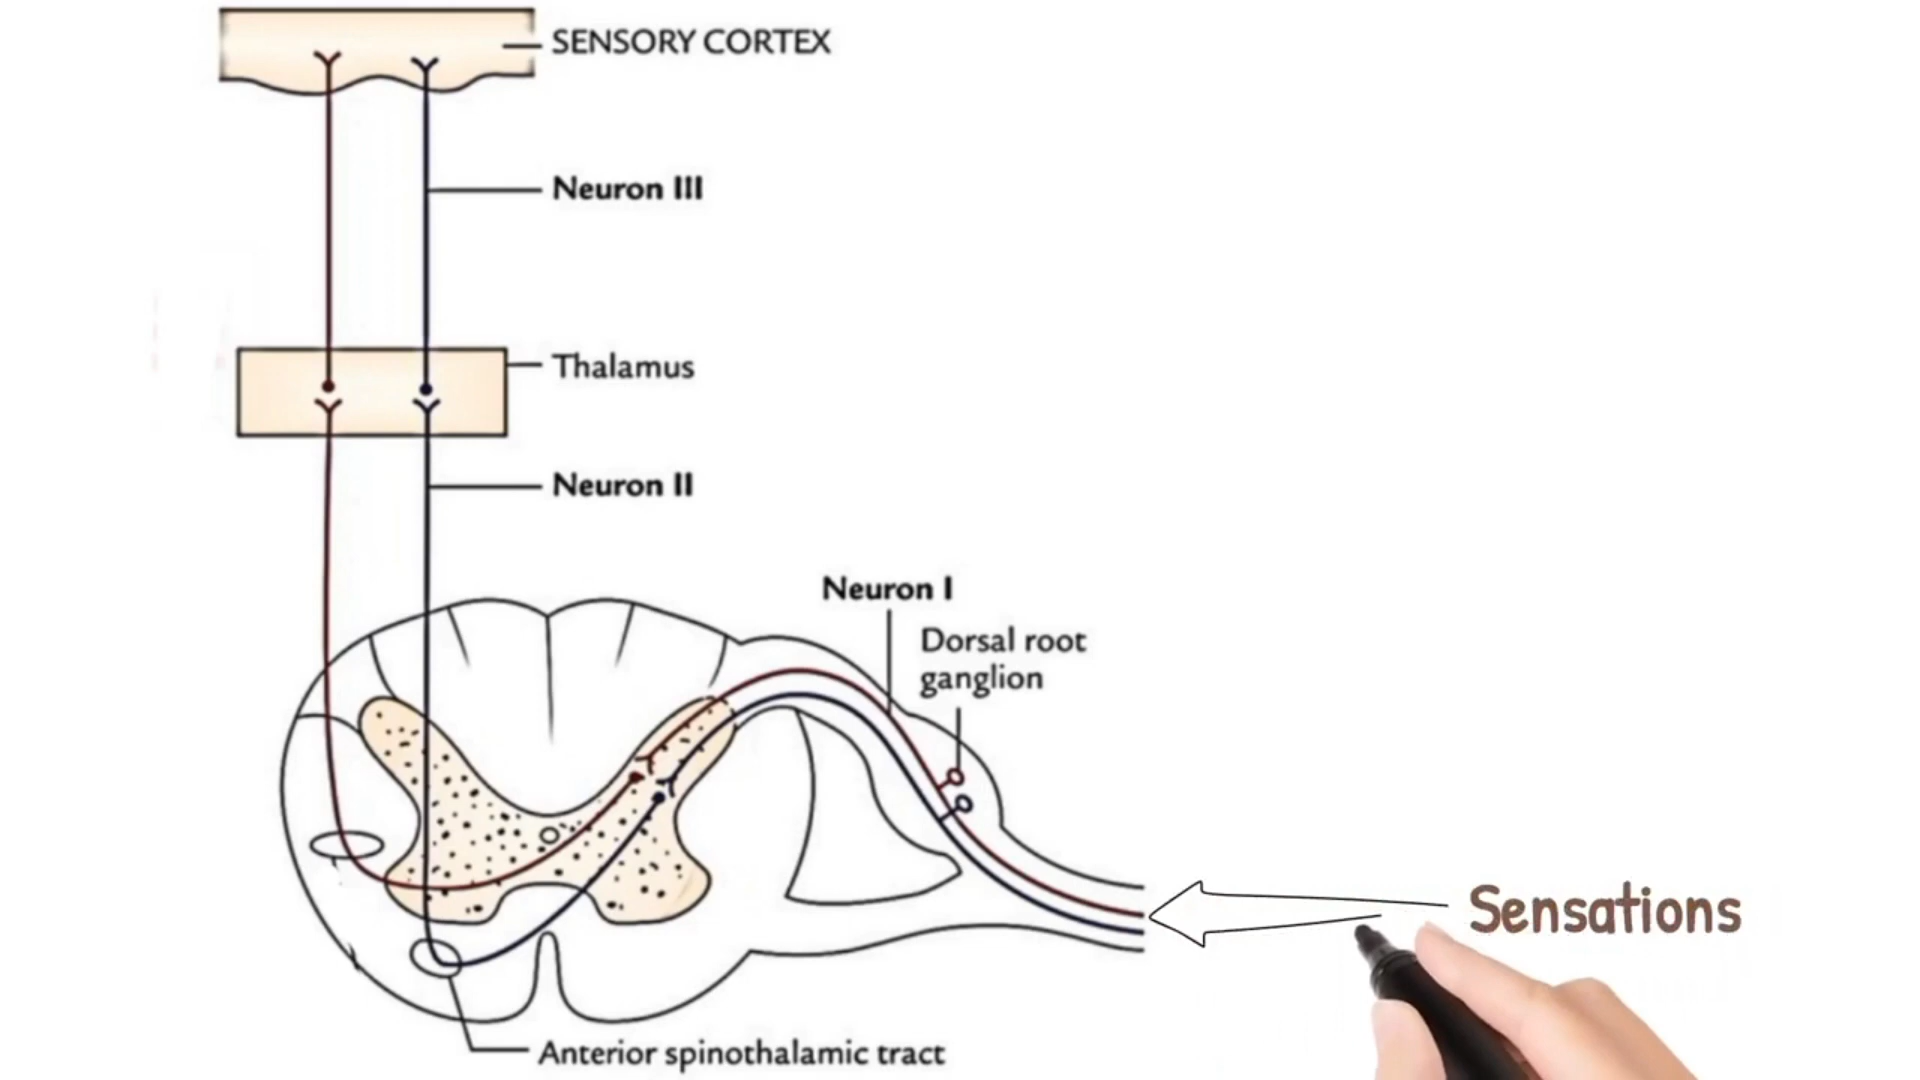 SENSORY CORTEX
Neuron III
Thalamus
Neuron II
Neuron I
Dorsal root
ganglion
Sensations
Anterior spinothalamic tract